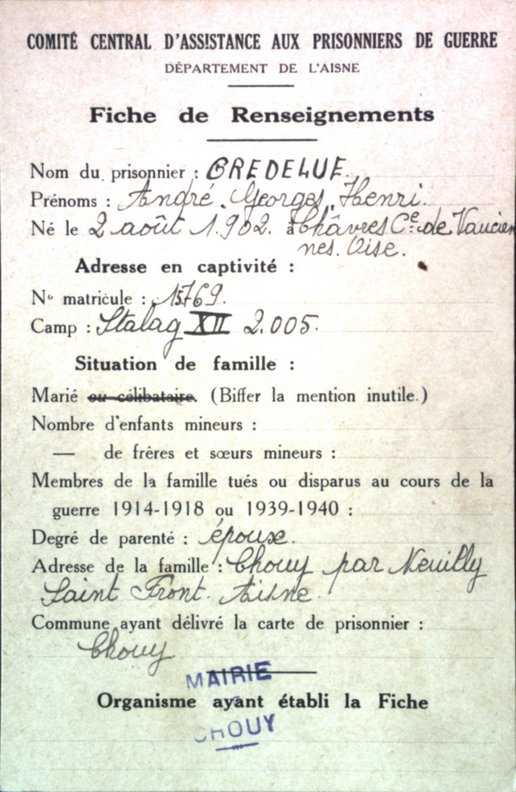 COMITÉ CENTRAL D'ASSISTANCE AUX PRISONNIERS DE GUERRE
DÉPARTEMENT DE L'AISNE
Fiche de Renseignements
Nom du prisonnier : BREDELUE.
Prénoms : André. Georges. Henri.
Né le 2 août 1902. à Châvres Ce de Vaucien
nes. Oise.
Adresse en captivité :
No matricule : 15769.
Camp : Stalag XII 2.005.
Situation de famille :
Marié ou célibataire. (Biffer la mention inutile.)
Nombre d'enfants mineurs :
— de frères et sœurs mineurs :
Membres de la famille tués ou disparus au cours de la
guerre 1914-1918 ou 1939-1940 :
Degré de parenté : épouse.
Adresse de la famille : Chouy par Neuilly
Saint Front. Aisne.
Commune ayant délivré la carte de prisonnier :
Chouy
MAIRIE
Organisme ayant établi la Fiche
CHOUY